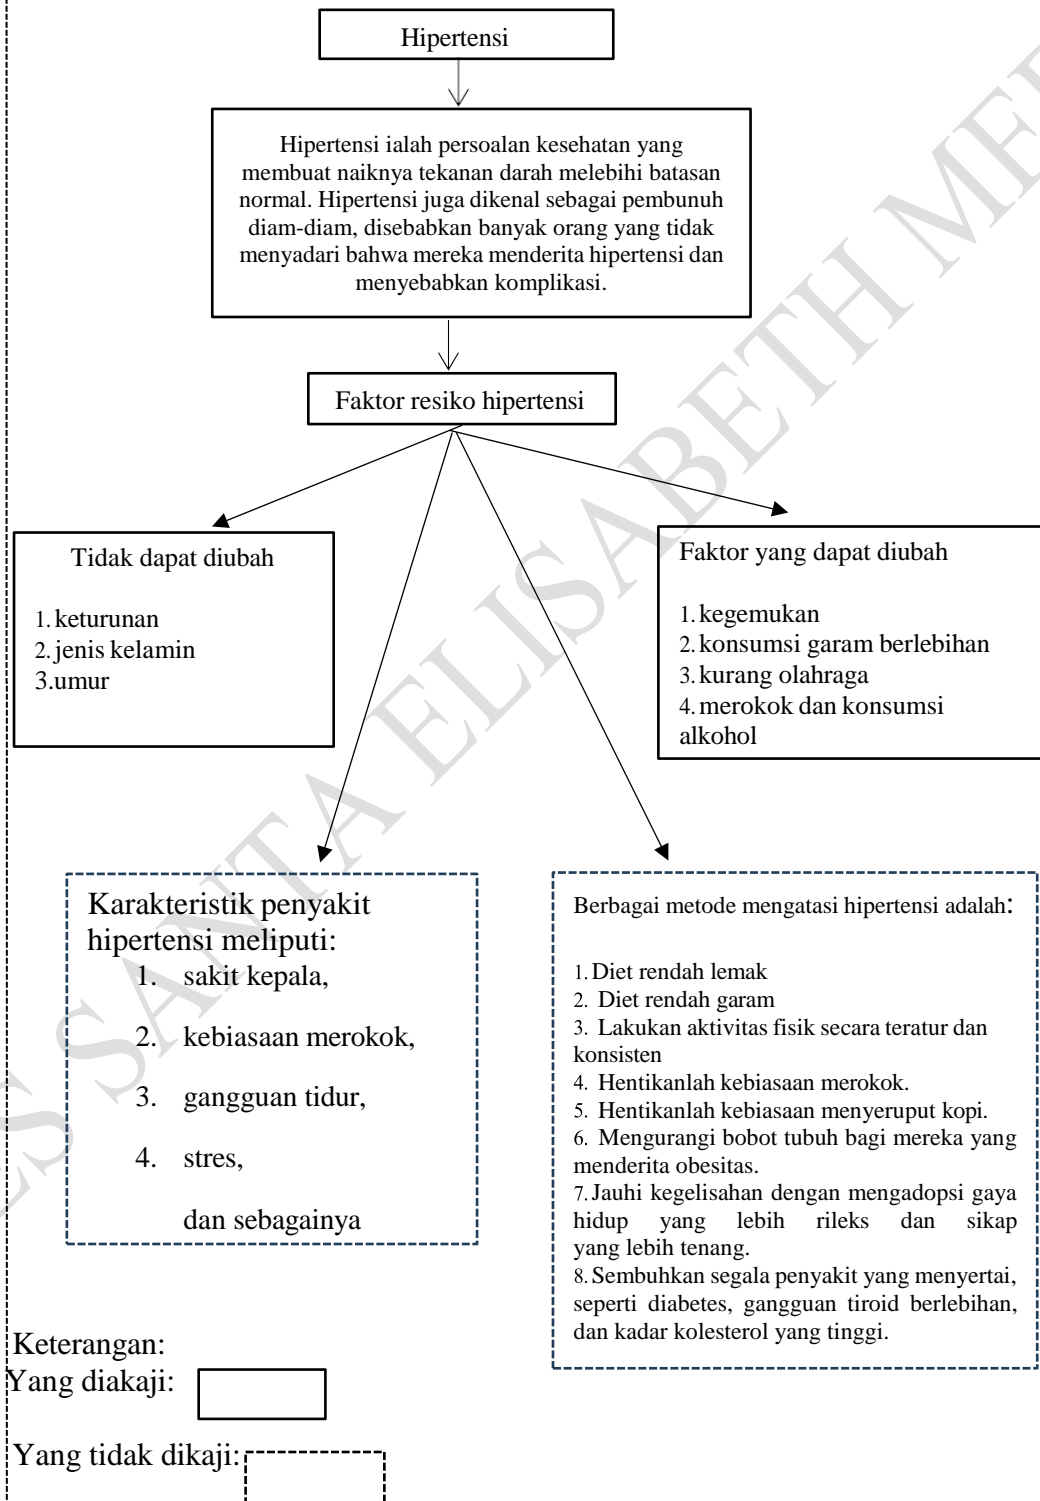 Hipertensi
Hipertensi ialah persoalan kesehatan yang
membuat naiknya tekanan darah melebihi batasan
normal. Hipertensi juga dikenal sebagai pembunuh
diam-diam, disebabkan banyak orang yang tidak
menyadari bahwa mereka menderita hipertensi dan
menyebabkan komplikasi.
Faktor resiko hipertensi
Tidak dapat diubah
1. keturunan
2. jenis kelamin
3.umur
Faktor yang dapat diubah
1. kegemukan
2. konsumsi garam berlebihan
3. kurang olahraga
4. merokok dan konsumsi
alkohol
Karakteristik penyakit
hipertensi meliputi:
1. sakit kepala,
2. kebiasaan merokok,
3. gangguan tidur,
4. stres,
dan sebagainya
Berbagai metode mengatasi hipertensi adalah:
1. Diet rendah lemak
2. Diet rendah garam
3. Lakukan aktivitas fisik secara teratur dan
konsisten
4. Hentikanlah kebiasaan merokok.
5. Hentikanlah kebiasaan menyeruput kopi.
6. Mengurangi bobot tubuh bagi mereka yang
menderita obesitas.
7. Jauhi kegelisahan dengan mengadopsi gaya
hidup yang lebih rileks dan sikap
yang lebih tenang.
8. Sembuhkan segala penyakit yang menyertai,
seperti diabetes, gangguan tiroid berlebihan,
dan kadar kolesterol yang tinggi.
Keterangan:
Yang diakaji:
Yang tidak dikaji:
SANTA ELISABETH